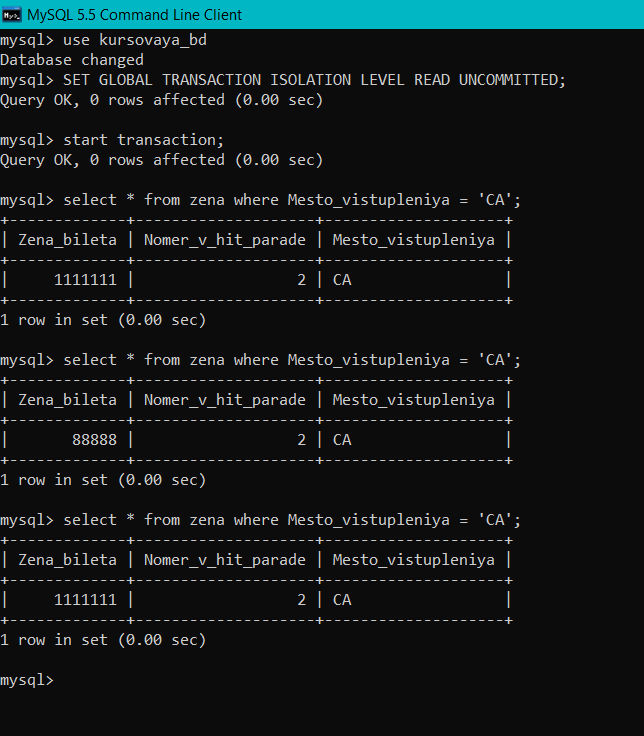 MySQL 5.5 Command Line Client
mysql> use kursovaya_bd
Database changed
mysql> SET GLOBAL TRANSACTION ISOLATION LEVEL READ UNCOMMITTED;
Query OK, 0 rows affected (0.00 sec)
mysql> start transaction;
Query OK, 0 rows affected (0.00 sec)
mysql> select * from zena where Mesto_vistupleniya = 'CA';
+-------------+--------------------+--------------------+
| Zena_bileta | Nomer_v_hit_parade | Mesto_vistupleniya |
+-------------+--------------------+--------------------+
|     1111111 |                  2 | CA                 |
+-------------+--------------------+--------------------+
1 row in set (0.00 sec)
mysql> select * from zena where Mesto_vistupleniya = 'CA';
+-------------+--------------------+--------------------+
| Zena_bileta | Nomer_v_hit_parade | Mesto_vistupleniya |
+-------------+--------------------+--------------------+
|       88888 |                  2 | CA                 |
+-------------+--------------------+--------------------+
1 row in set (0.00 sec)
mysql> select * from zena where Mesto_vistupleniya = 'CA';
+-------------+--------------------+--------------------+
| Zena_bileta | Nomer_v_hit_parade | Mesto_vistupleniya |
+-------------+--------------------+--------------------+
|     1111111 |                  2 | CA                 |
+-------------+--------------------+--------------------+
1 row in set (0.00 sec)
mysql>